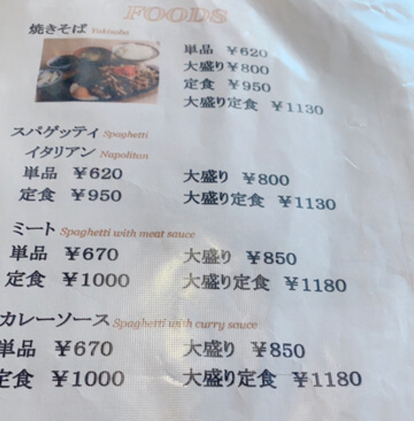 FOODS
焼きそば Yakisoba
単品 ￥620
大盛り￥800
定食 ￥950
大盛り定食 ￥1130
スパゲッティ Spaghetti
イタリアン Napolitan
単品 ￥620 大盛り ￥800
定食 ￥950 大盛り定食 ￥1130
ミート Spaghetti with meat sauce
単品 ￥670 大盛り ￥850
定食 ￥1000 大盛り定食 ￥1180
カレーソース Spaghetti with curry sauce
単品 ￥670 大盛り ￥850
定食 ￥1000 大盛り定食 ￥1180